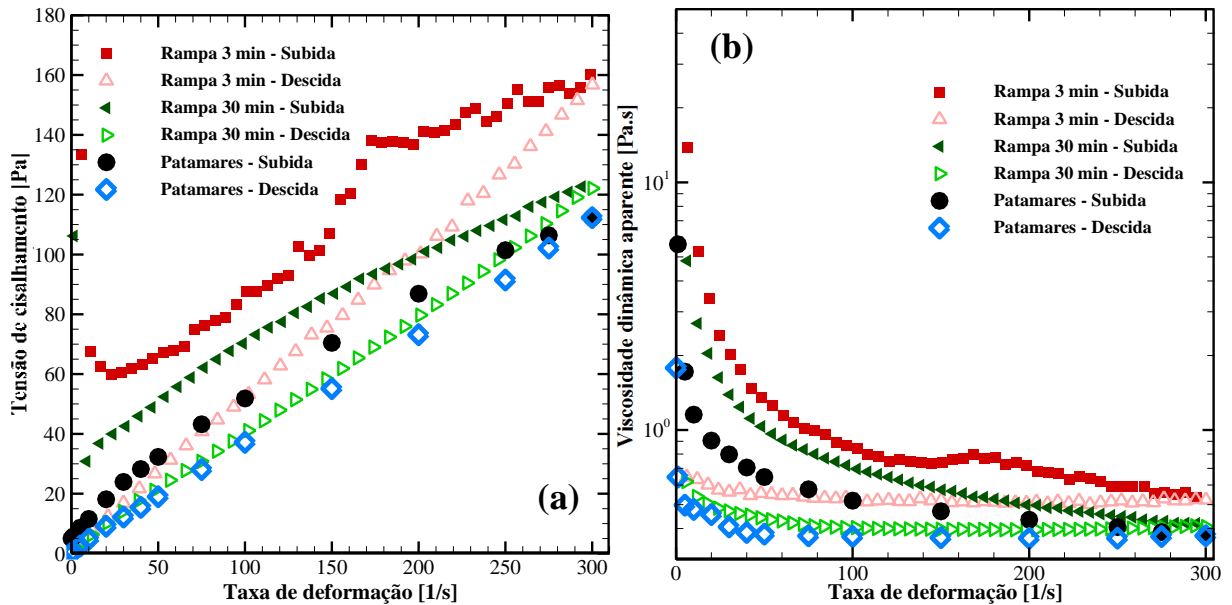 180
160
140
120
100
80
60
40
20
0
Tensão de cisalhamento [Pa]
Rampa 3 min - Subida
Rampa 3 min - Descida
Rampa 30 min - Subida
Rampa 30 min - Descida
Patamares - Subida
Patamares - Descida
(a)
0 50 100 150 200 250 300
Taxa de deformação [1/s]
(b)
Viscosidade dinâmica aparente [Pa.s]
10¹
10⁰
Rampa 3 min - Subida
Rampa 3 min - Descida
Rampa 30 min - Subida
Rampa 30 min - Descida
Patamares - Subida
Patamares - Descida
0 100 200 300
Taxa de deformação [1/s]